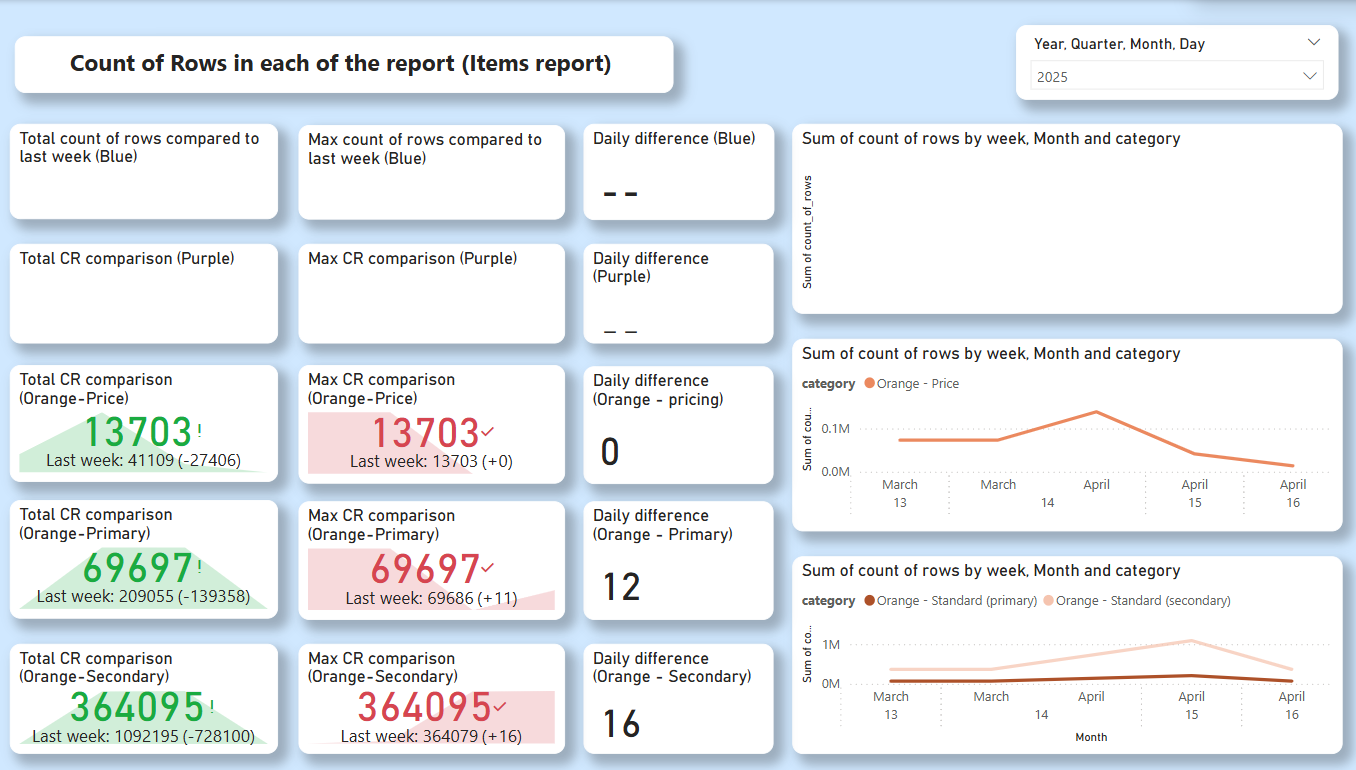 Count of Rows in each of the report (Items report)
Year, Quarter, Month, Day
2025
Total count of rows compared to
last week (Blue)
Max count of rows compared to
last week (Blue)
Daily difference (Blue)
--
Sum of count of rows by week, Month and category
Sum of count_of_rows
Total CR comparison (Purple)
Max CR comparison (Purple)
Daily difference
(Purple)
--
Total CR comparison
(Orange-Price)
13703!
Last week: 41109 (-27406)
Max CR comparison
(Orange-Price)
13703
Last week: 13703 (+0)
Daily difference
(Orange - pricing)
0
Sum of count of rows by week, Month and category
category Orange - Price
Sum of cou...
0.1M
0.0M
March March April April April
13 14 15 16
Total CR comparison
(Orange-Primary)
69697!
Last week: 209055 (-139358)
Max CR comparison
(Orange-Primary)
69697
Last week: 69686 (+11)
Daily difference
(Orange - Primary)
12
Sum of count of rows by week, Month and category
category Orange - Standard (primary) Orange - Standard (secondary)
Sum of co...
1M
0M
March March April April April
13 14 15 16
Month
Total CR comparison
(Orange-Secondary)
364095!
Last week: 1092195 (-728100)
Max CR comparison
(Orange-Secondary)
364095
Last week: 364079 (+16)
Daily difference
(Orange - Secondary)
16